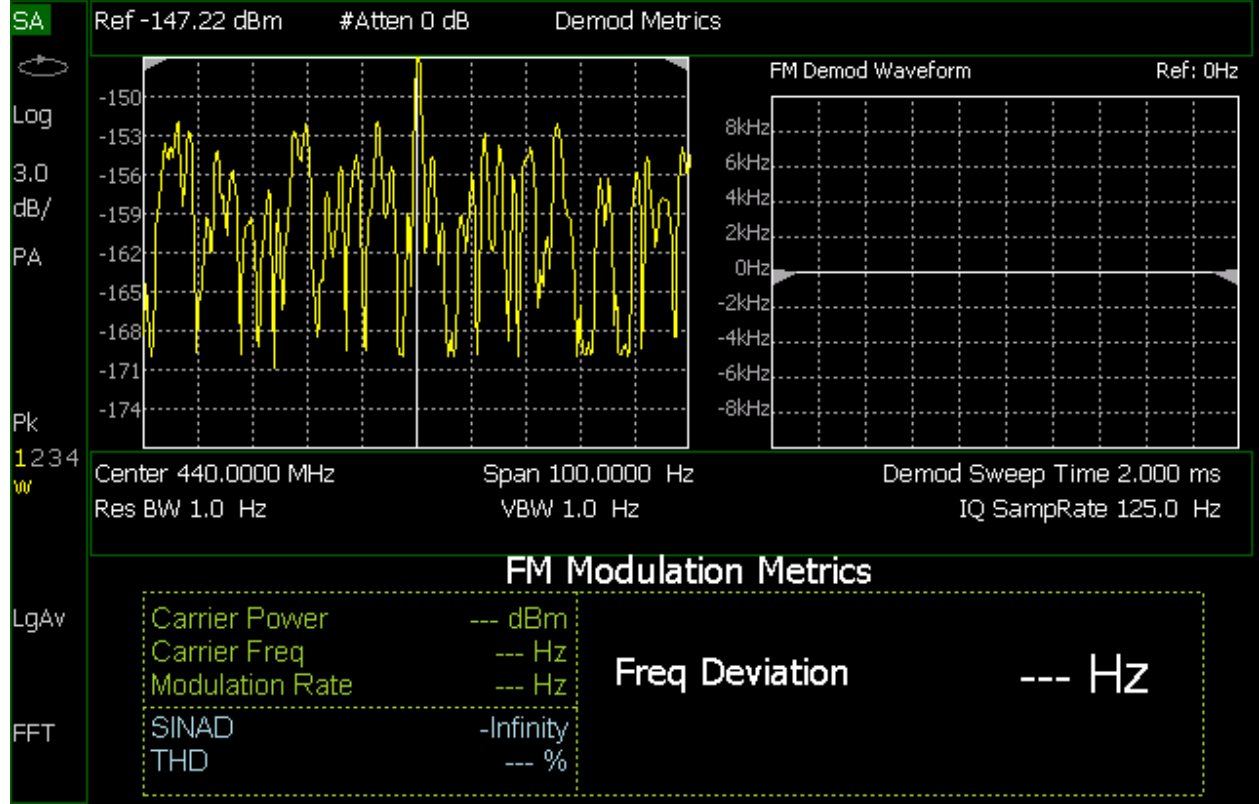 SA
Ref -147.22 dBm #Atten 0 dB Demod Metrics
Log
3.0
dB/
PA
Pk
1234
W
LgAv
FFT
-150
-153
-156
-159
-162
-165
-168
-171
-174
FM Demod Waveform Ref: 0Hz
8kHz
6kHz
4kHz
2kHz
0Hz
-2kHz
-4kHz
-6kHz
-8kHz
Center 440.0000 MHz Span 100.0000 Hz Demod Sweep Time 2.000 ms
Res BW 1.0 Hz VBW 1.0 Hz IQ SampRate 125.0 Hz
FM Modulation Metrics
Carrier Power --- dBm
Carrier Freq --- Hz
Modulation Rate --- Hz
SINAD -Infinity
THD --- %
Freq Deviation --- Hz